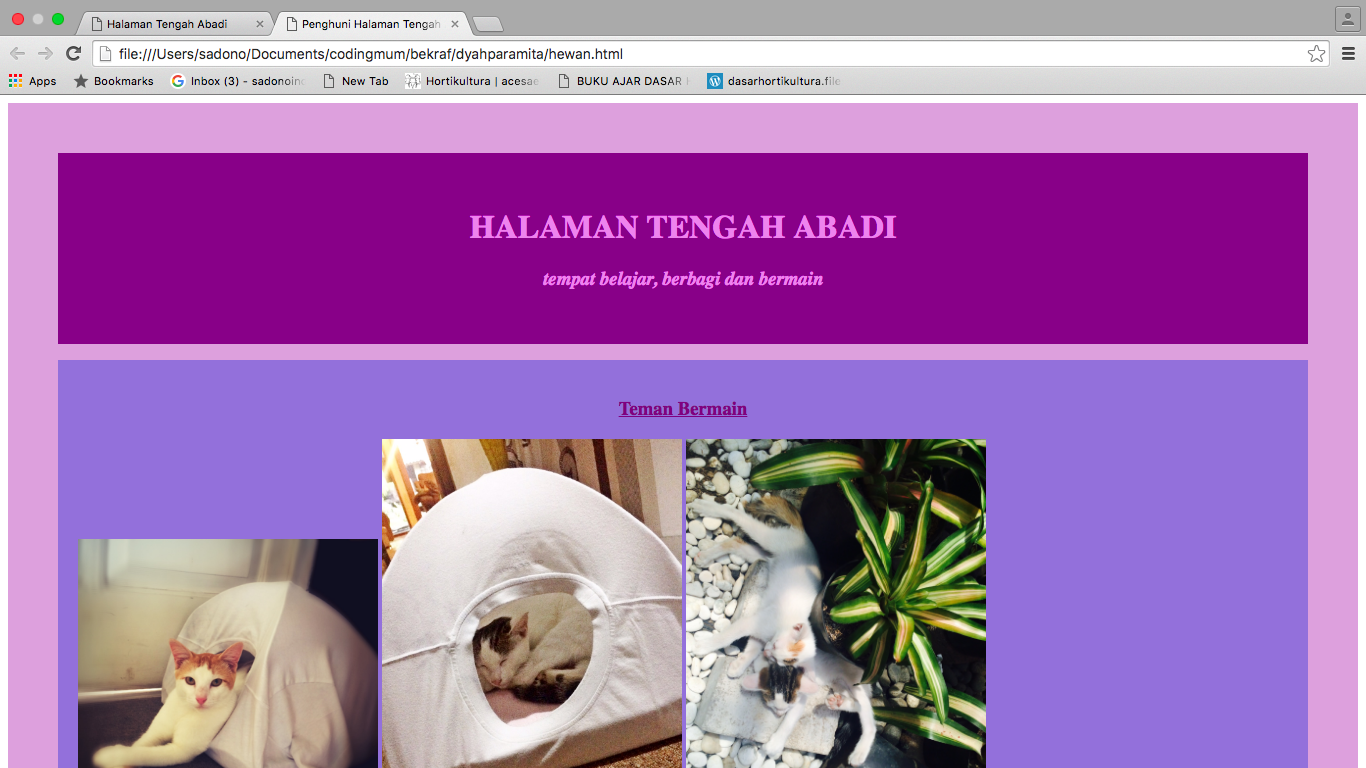 Halaman Tengah Abadi
Penghuni Halaman Tengah
file:///Users/sadono/Documents/codingmum/bekraf/dyahparamita/hewan.html
Apps Bookmarks Inbox (3) - sadonoin New Tab Hortikultura | acesae BUKU AJAR DASAR dasarhortikultura.file
HALAMAN TENGAH ABADI
tempat belajar, berbagi dan bermain
Teman Bermain